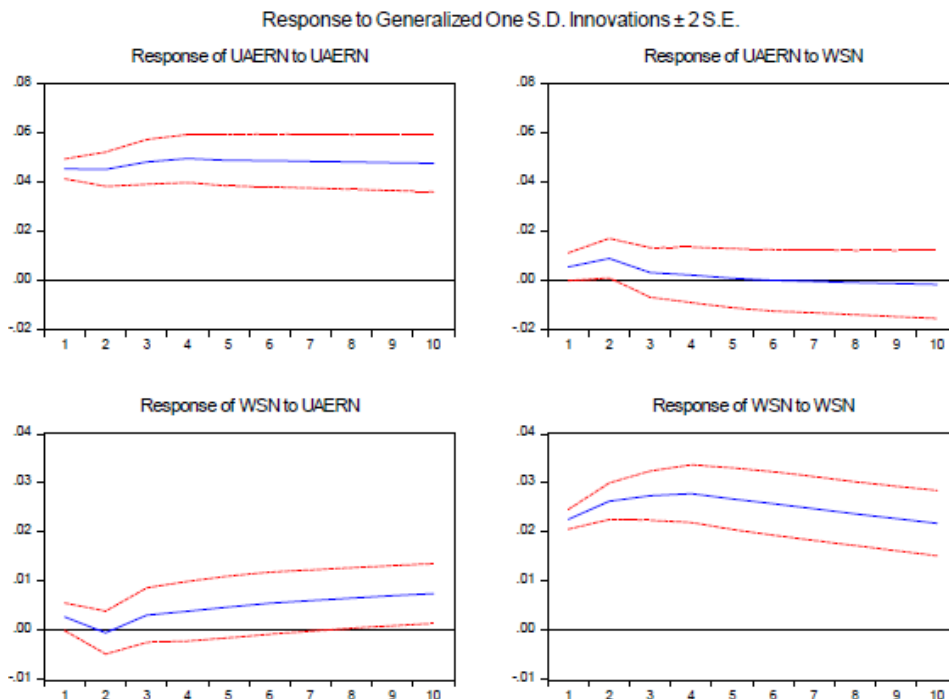 Response to Generalized One S.D. Innovations ± 2 S.E.
Response of UAERN to UAERN
.08
.06
.04
.02
.00
-.02
1 2 3 4 5 6 7 8 9 10
Response of UAERN to WSN
.08
.06
.04
.02
.00
-.02
1 2 3 4 5 6 7 8 9 10
Response of WSN to UAERN
.04
.03
.02
.01
.00
-.01
1 2 3 4 5 6 7 8 9 10
Response of WSN to WSN
.04
.03
.02
.01
.00
-.01
1 2 3 4 5 6 7 8 9 10